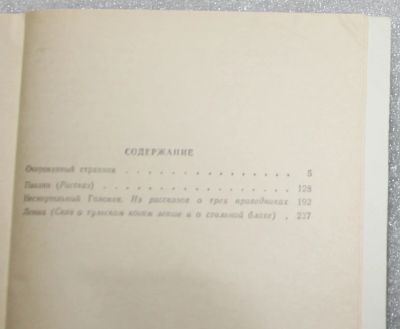 СОДЕРЖАНИЕ
Очарованный странник . . . . . . . . . . . . . . . 5
Пигмей (Рассказ) . . . . . . . . . . . . . . . . 128
Несмертельный Голован. Из рассказов о трех праведниках 192
Левша (Сказ о тульском косом левше и о стальной блохе) . 237